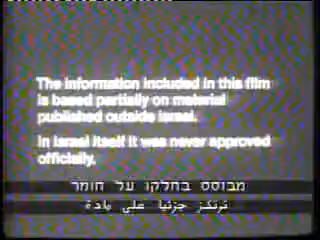 The information included in this film
is based partially on material
published outside Israel.
In Israel itself it was never approved
officially.
מבוסס בחלקו על חומר
ترتكز جزئيا على مادة